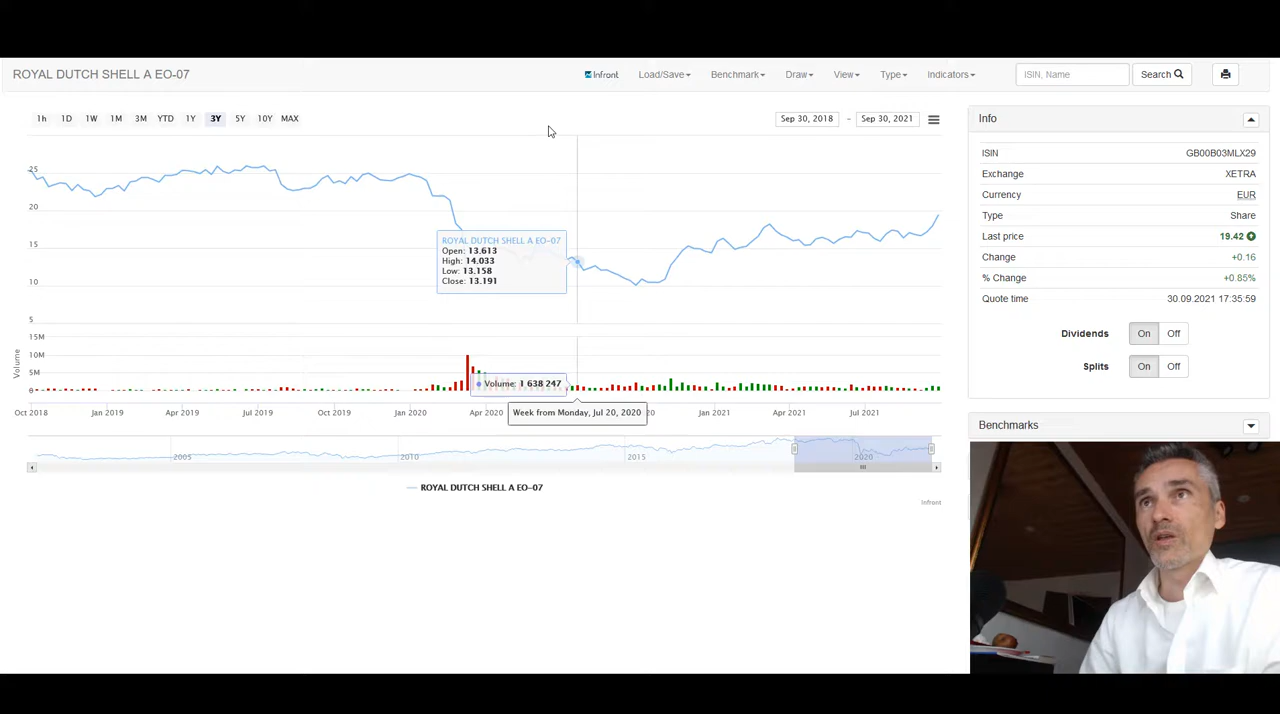 ROYAL DUTCH SHELL A EO-07
Infront Load/Save Benchmark Draw View Type Indicators ISIN, Name Search
1h 1D 1W 1M 3M YTD 1Y 3Y 5Y 10Y MAX Sep 30, 2018 - Sep 30, 2021
25
20
15
10
5
ROYAL DUTCH SHELL A EO-07
Open: 13.613
High: 14.033
Low: 13.158
Close: 13.191
Volume
15M
10M
5M
0
Volume: 1 638 247
Oct 2018 Jan 2019 Apr 2019 Jul 2019 Oct 2019 Jan 2020 Apr 2020 Jan 2021 Apr 2021 Jul 2021
Week from Monday, Jul 20, 2020
2005 2010 2015 2020
ROYAL DUTCH SHELL A EO-07
Infront
Info
ISIN GB00B03MLX29
Exchange XETRA
Currency EUR
Type Share
Last price 19.42
Change +0.16
% Change +0.85%
Quote time 30.09.2021 17:35:59
Dividends On Off
Splits On Off
Benchmarks